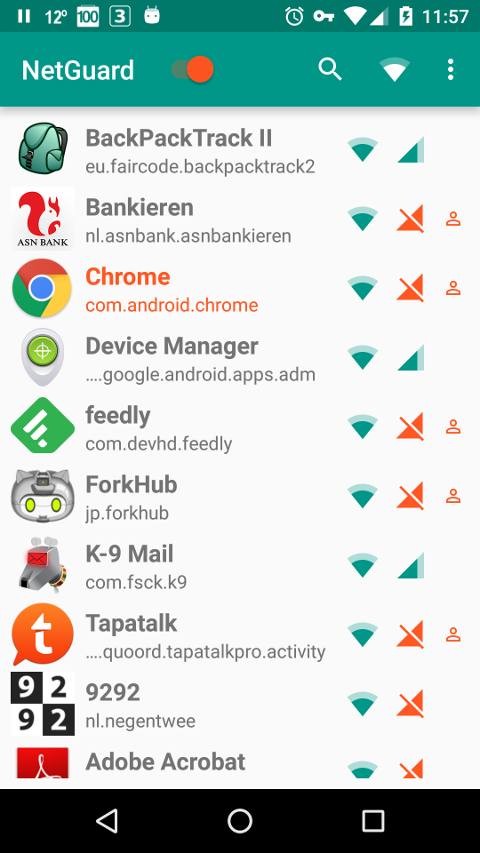 12º
100
3
11:57
NetGuard
BackPackTrack II
eu.faircode.backpacktrack2
ASN BANK
Bankieren
nl.asnbank.asnbankieren
Chrome
com.android.chrome
Device Manager
....google.android.apps.adm
feedly
com.devhd.feedly
ForkHub
jp.forkhub
K-9 Mail
com.fsck.k9
t
Tapatalk
....quoord.tapatalkpro.activity
9 2
9 2
9292
nl.negentwee
Adobe Acrobat